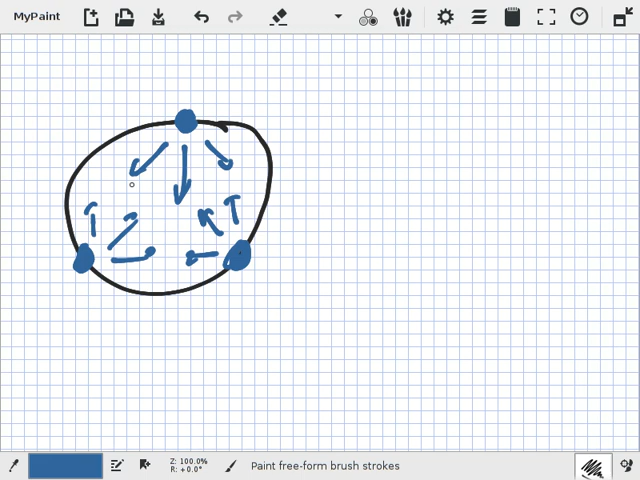 MyPaint
Z: 100.0%
R: +0.0°
Paint free-form brush strokes